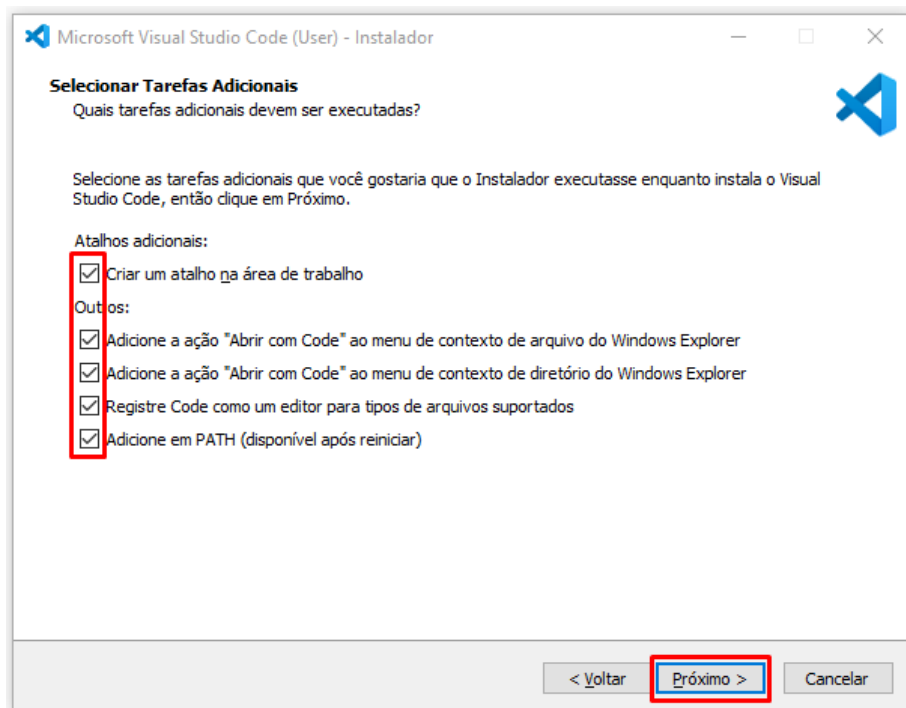 Microsoft Visual Studio Code (User) - Instalador
Selecionar Tarefas Adicionais
Quais tarefas adicionais devem ser executadas?
Selecione as tarefas adicionais que você gostaria que o Instalador executasse enquanto instala o Visual
Studio Code, então clique em Próximo.
Atalhos adicionais:
Criar um atalho na área de trabalho
Outros:
Adicione a ação "Abrir com Code" ao menu de contexto de arquivo do Windows Explorer
Adicione a ação "Abrir com Code" ao menu de contexto de diretório do Windows Explorer
Registre Code como um editor para tipos de arquivos suportados
Adicione em PATH (disponível após reiniciar)
< Voltar Próximo > Cancelar